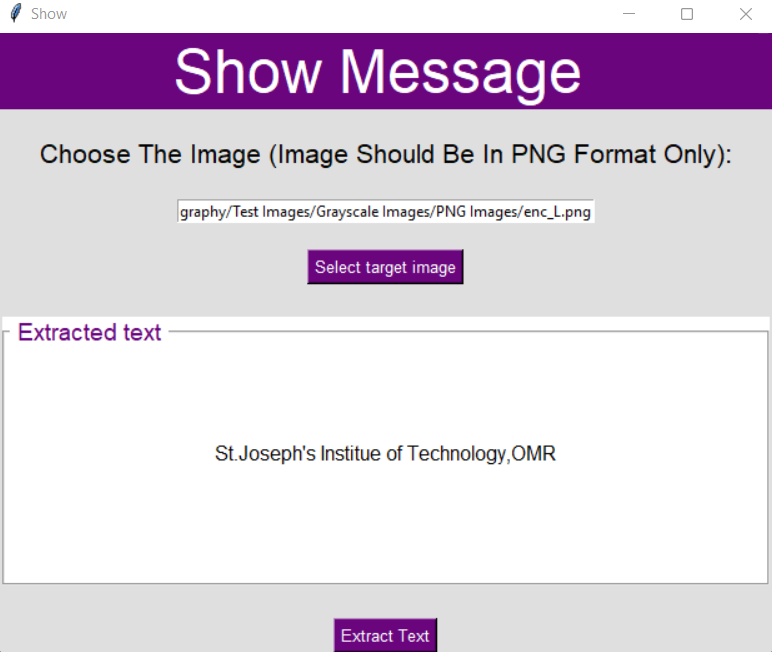 Show
Show Message
Choose The Image (Image Should Be In PNG Format Only):
graphy/Test Images/Grayscale Images/PNG Images/enc_L.png
Select target image
Extracted text
St.Joseph's Institue of Technology,OMR
Extract Text